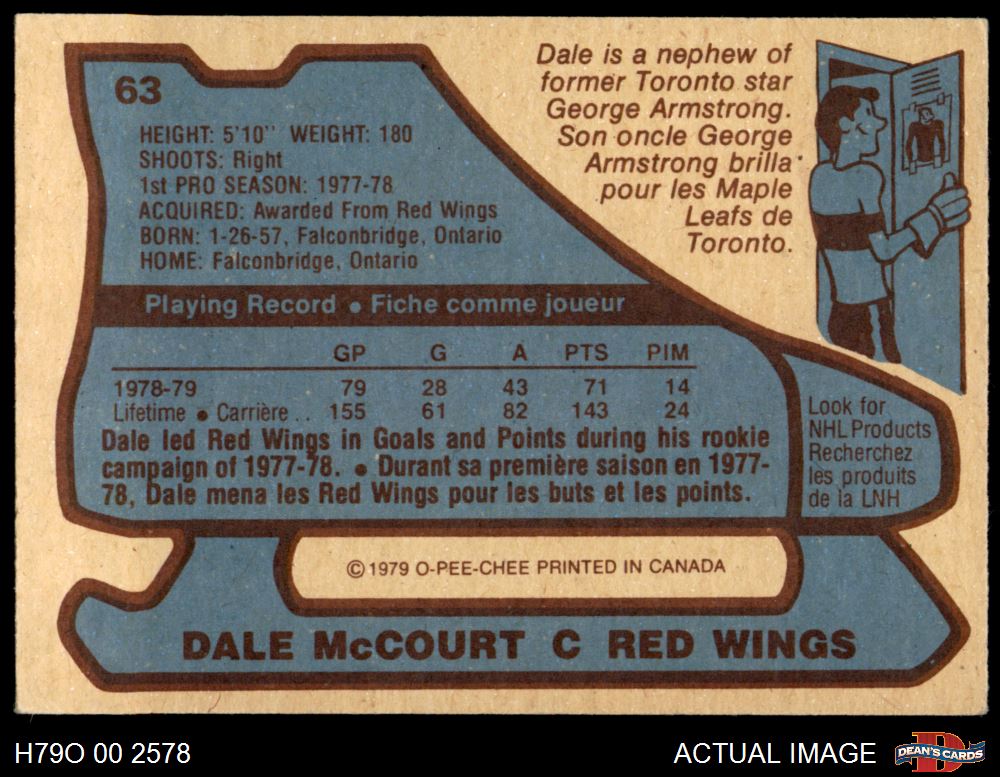 63
Dale is a nephew of
former Toronto star
George Armstrong.
Son oncle George
Armstrong brilla
pour les Maple
Leafs de
Toronto.
HEIGHT: 5'10'' WEIGHT: 180
SHOOTS: Right
1st PRO SEASON: 1977-78
ACQUIRED: Awarded From Red Wings
BORN: 1-26-57, Falconbridge, Ontario
HOME: Falconbridge, Ontario
Playing Record • Fiche comme joueur
GP G A PTS PIM
1978-79 79 28 43 71 14
Lifetime • Carrière .. 155 61 82 143 24
Dale led Red Wings in Goals and Points during his rookie
campaign of 1977-78. • Durant sa première saison en 1977-
78, Dale mena les Red Wings pour les buts et les points.
Look for
NHL Products
Recherchez
les produits
de la LNH
© 1979 O-PEE-CHEE PRINTED IN CANADA
DALE McCOURT C RED WINGS
H79O 00 2578
ACTUAL IMAGE
D
DEAN'S CARDS